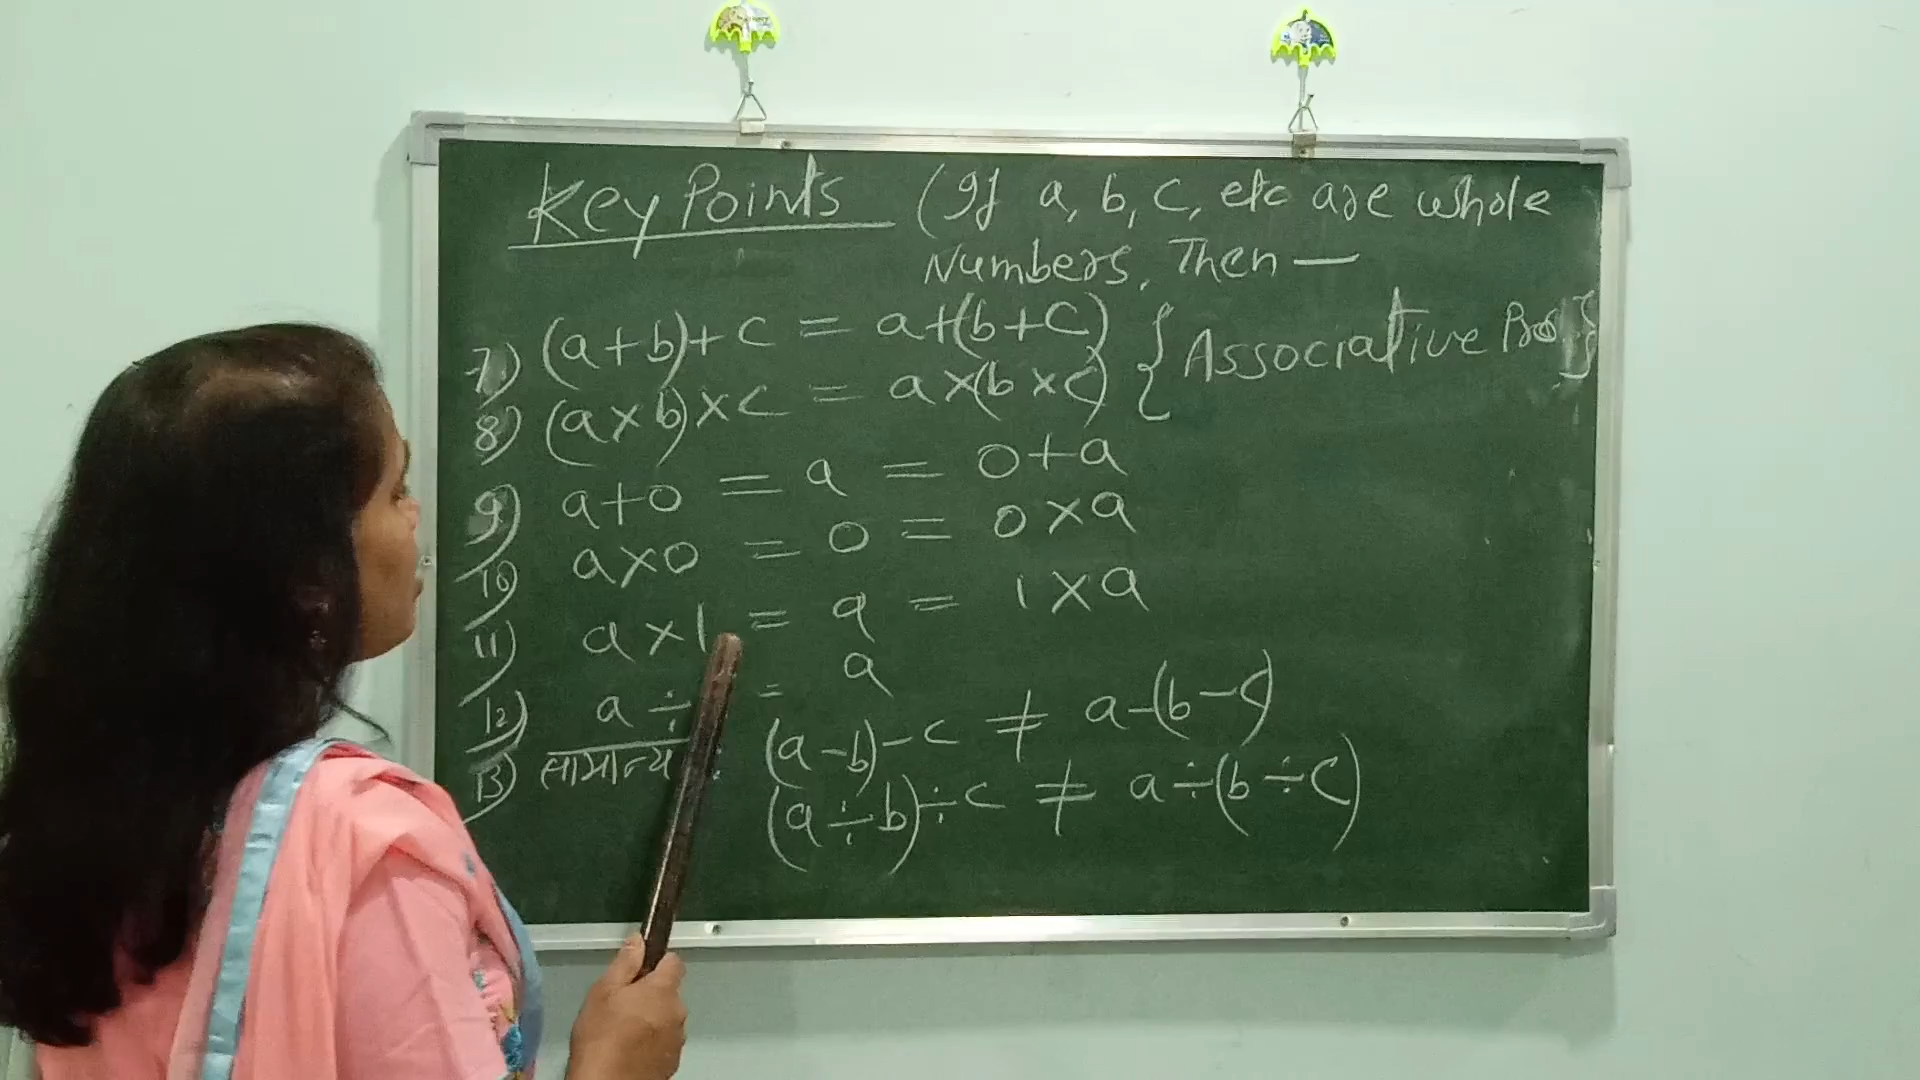 Key Points (If a, b, c, etc are whole
Numbers, Then —
7) (a+b)+c = a+(b+c) { Associative Pro }
8) (a×b)×c = a×(b×c)
9) a+0 = a = 0+a
10) a×0 = 0 = 0×a
11) a×1 = a = 1×a
12) a÷ = a
13) सामान्य : (a-b)-c ≠ a-(b-c)
(a÷b)÷c ≠ a÷(b÷c)